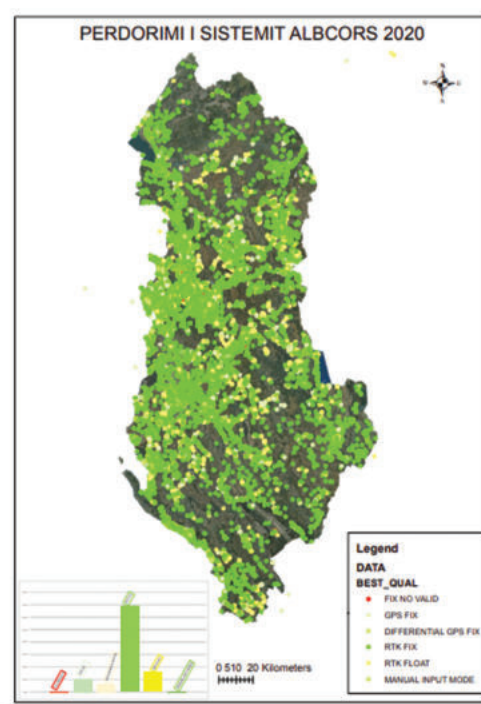 PERDORIMI I SISTEMIT ALBCORS 2020
N
Legend
DATA
BEST_QUAL
FIX NO VALID
GPS FIX
DIFFERENTIAL GPS FIX
RTK FIX
RTK FLOAT
MANUAL INPUT MODE
0 510 20 Kilometers